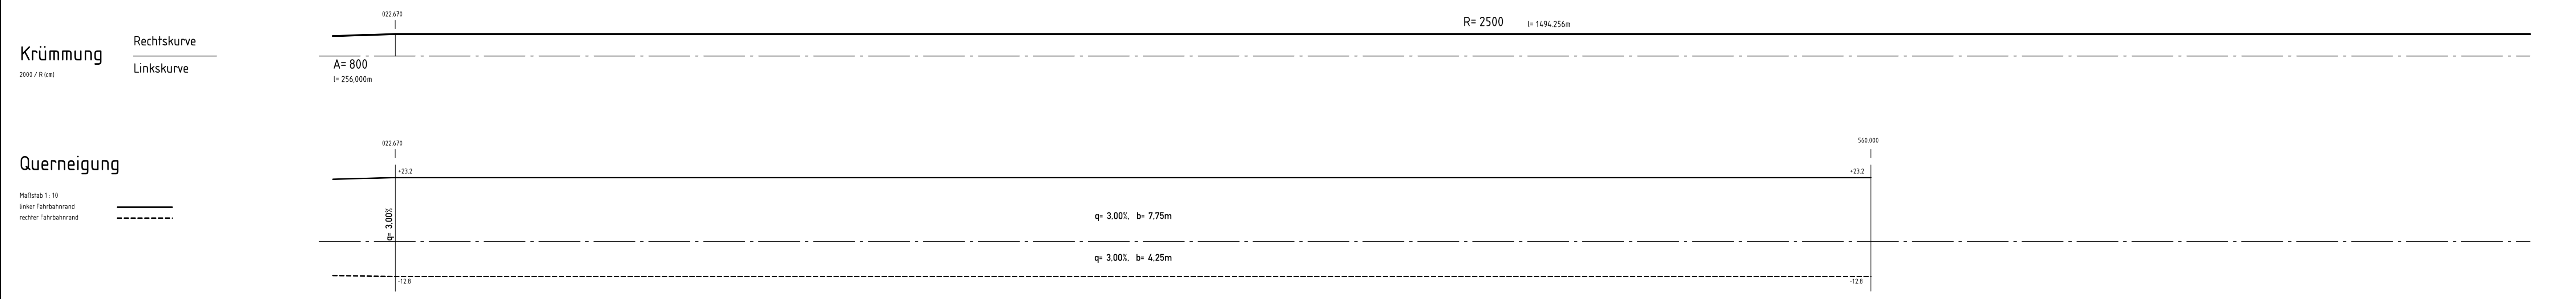 022.670
R= 2500 l= 1494.256m
Rechtskurve
Krümmung
Linkskurve
2000 / R (cm)
A= 800
l= 256,000m
022.670
560.000
Querneigung
+23.2
+23.2
Maßstab 1 : 10
linker Fahrbahnrand
rechter Fahrbahnrand
q= 3.00%
q= 3,00%, b= 7,75m
q= 3,00%, b= 4,25m
-12.8
-12.8